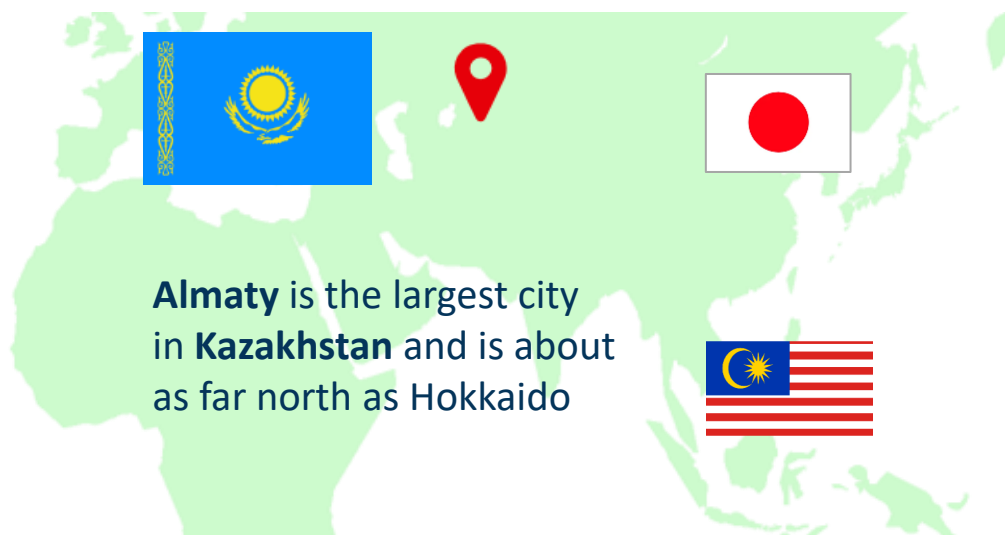 Almaty is the largest city
in Kazakhstan and is about
as far north as Hokkaido